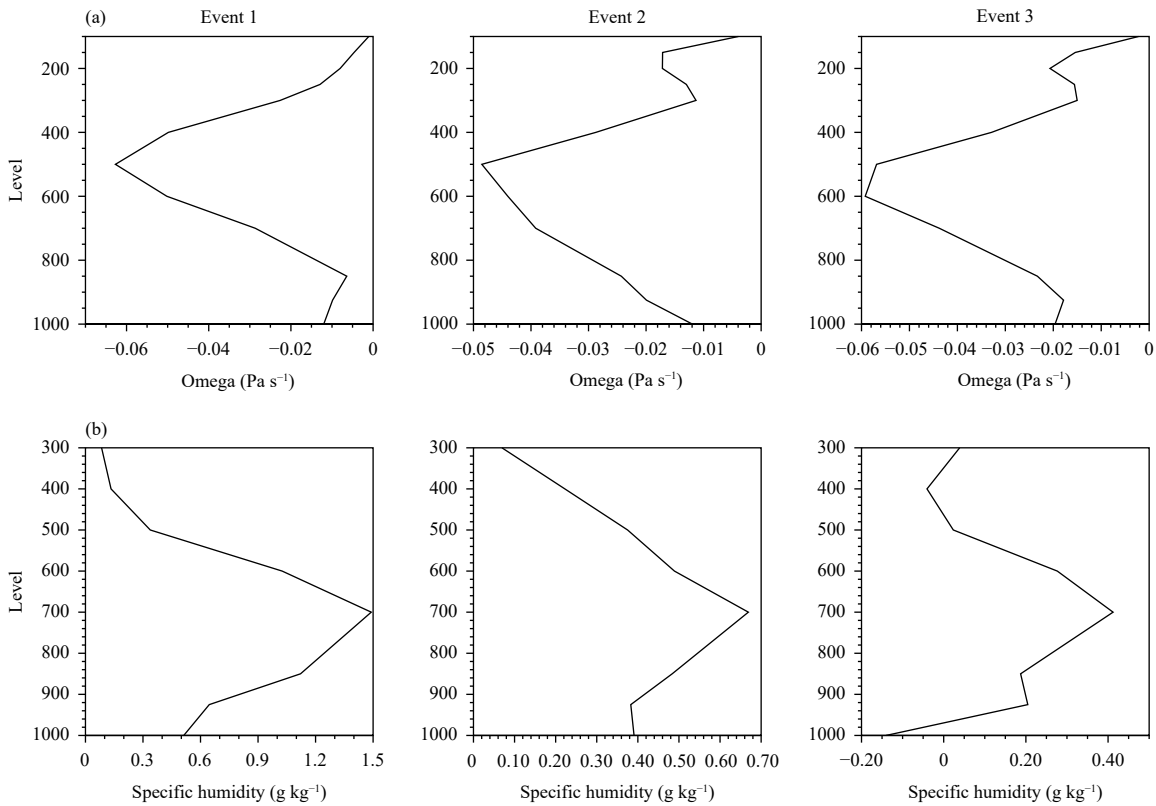 (a) Event 1 Event 2 Event 3
200 200 200
400 400 400
Level
600 600 600
800 800 800
1000 1000 1000
−0.06 −0.04 −0.02 0 −0.05 −0.04 −0.03 −0.02 −0.01 0 −0.06 −0.05 −0.04 −0.03 −0.02 −0.01 0
Omega (Pa s⁻¹) Omega (Pa s⁻¹) Omega (Pa s⁻¹)
(b)
300 300 300
400 400 400
500 500 500
600 600 600
Level
700 700 700
800 800 800
900 900 900
1000 1000 1000
0 0.3 0.6 0.9 1.2 1.5 0 0.10 0.20 0.30 0.40 0.50 0.60 0.70 −0.20 0 0.20 0.40
Specific humidity (g kg⁻¹) Specific humidity (g kg⁻¹) Specific humidity (g kg⁻¹)